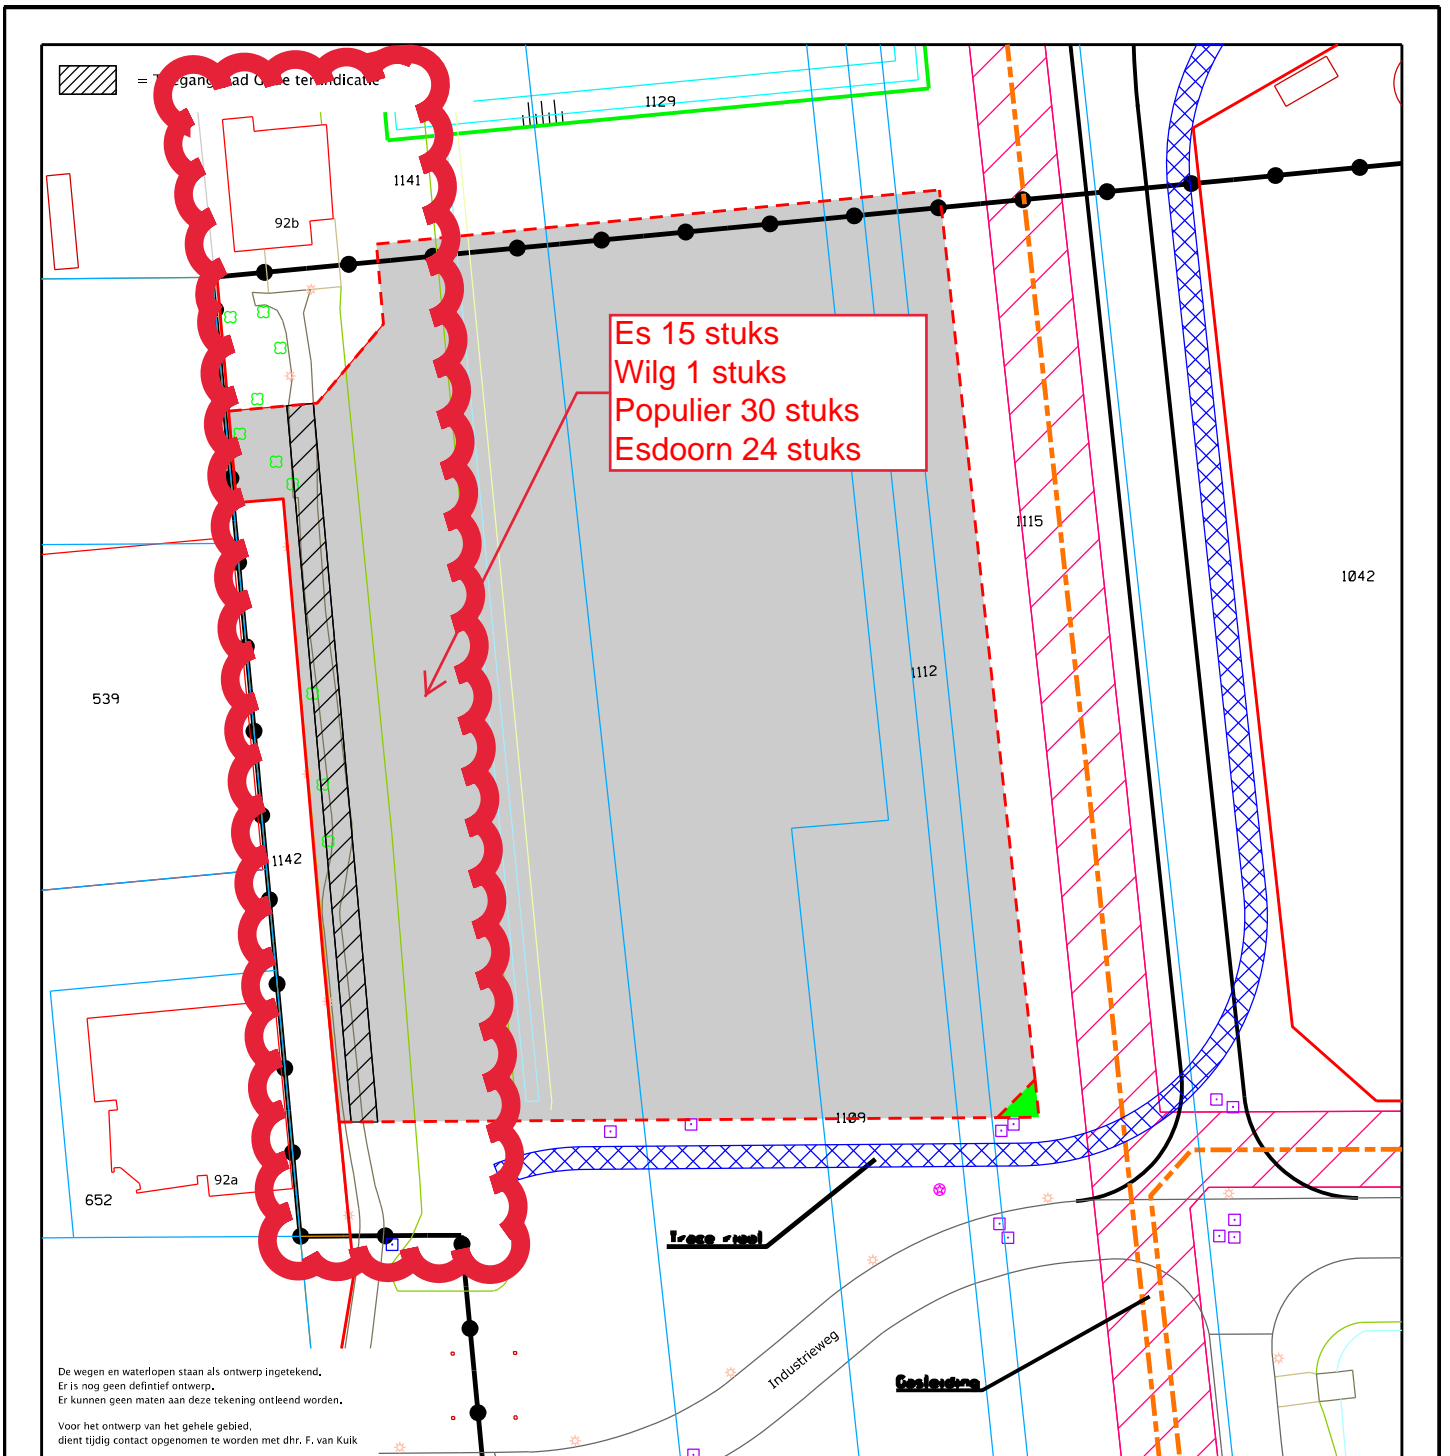 =
1129
1141
92b
Es 15 stuks
Wilg 1 stuks
Populier 30 stuks
Esdoorn 24 stuks
1115
1042
539
1112
1142
1109
92a
652
Trace riool
Industrieweg
Gasleiding
De wegen en waterlopen staan als ontwerp ingetekend.
Er is nog geen defintief ontwerp.
Er kunnen geen maten aan deze tekening ontleend worden.
Voor het ontwerp van het gehele gebied,
dient tijdig contact opgenomen te worden met dhr. F. van Kuik